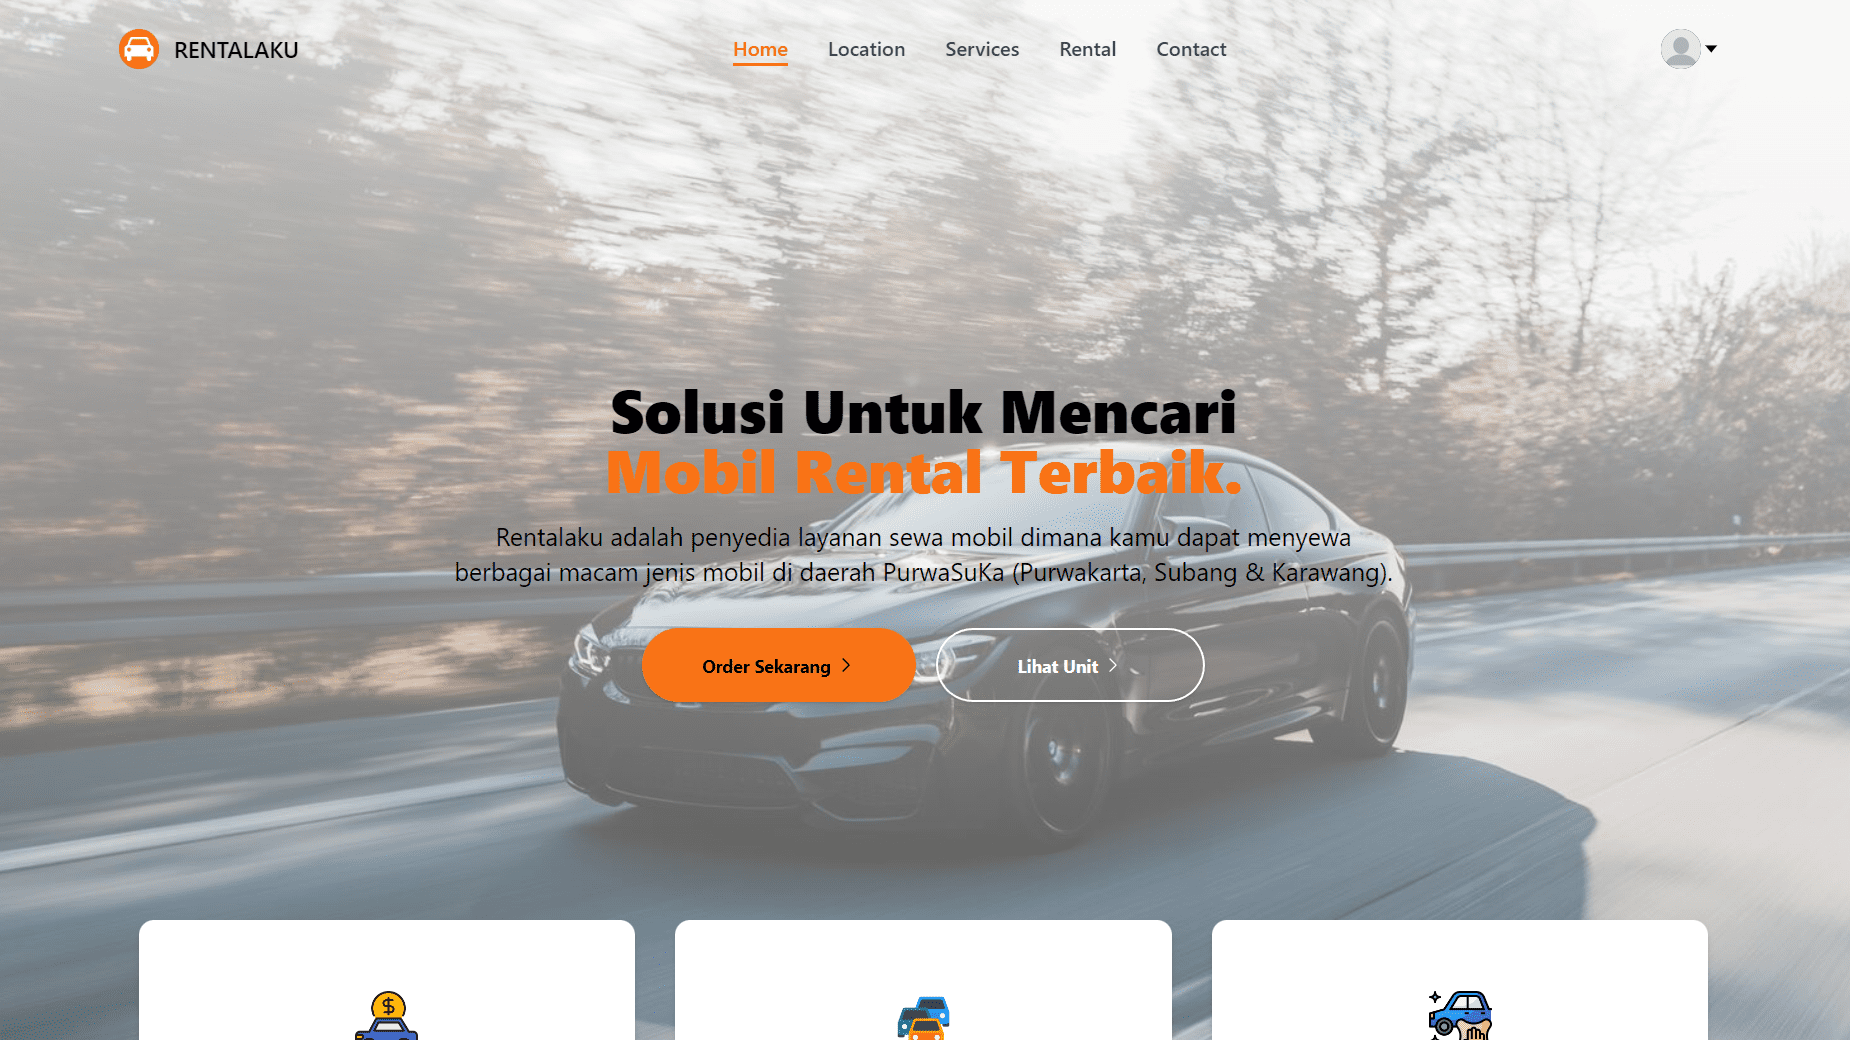 RENTALAKU
Home
Location
Services
Rental
Contact
Solusi Untuk Mencari
Mobil Rental Terbaik.
Rentalaku adalah penyedia layanan sewa mobil dimana kamu dapat menyewa
berbagai macam jenis mobil di daerah PurwaSuKa (Purwakarta, Subang & Karawang).
Order Sekarang
Lihat Unit
$